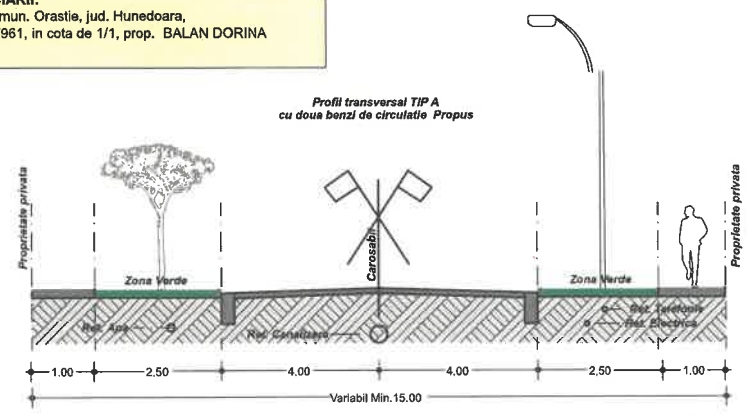 mun. Orastie, jud. Hunedoara,
961, in cota de 1/1, prop. BALAN DORINA
Profil transversal TIP A
cu doua benzi de circulatie Propus
Proprietate privata
Zona Verde
Carosabil
Zona Verde
Proprietate privata
Ret. Apa
Ret. Canalizare
Ret. Telefonie
Ret. Electrica
1.00
2,50
4.00
4.00
2,50
1.00
Variabil Min.15.00